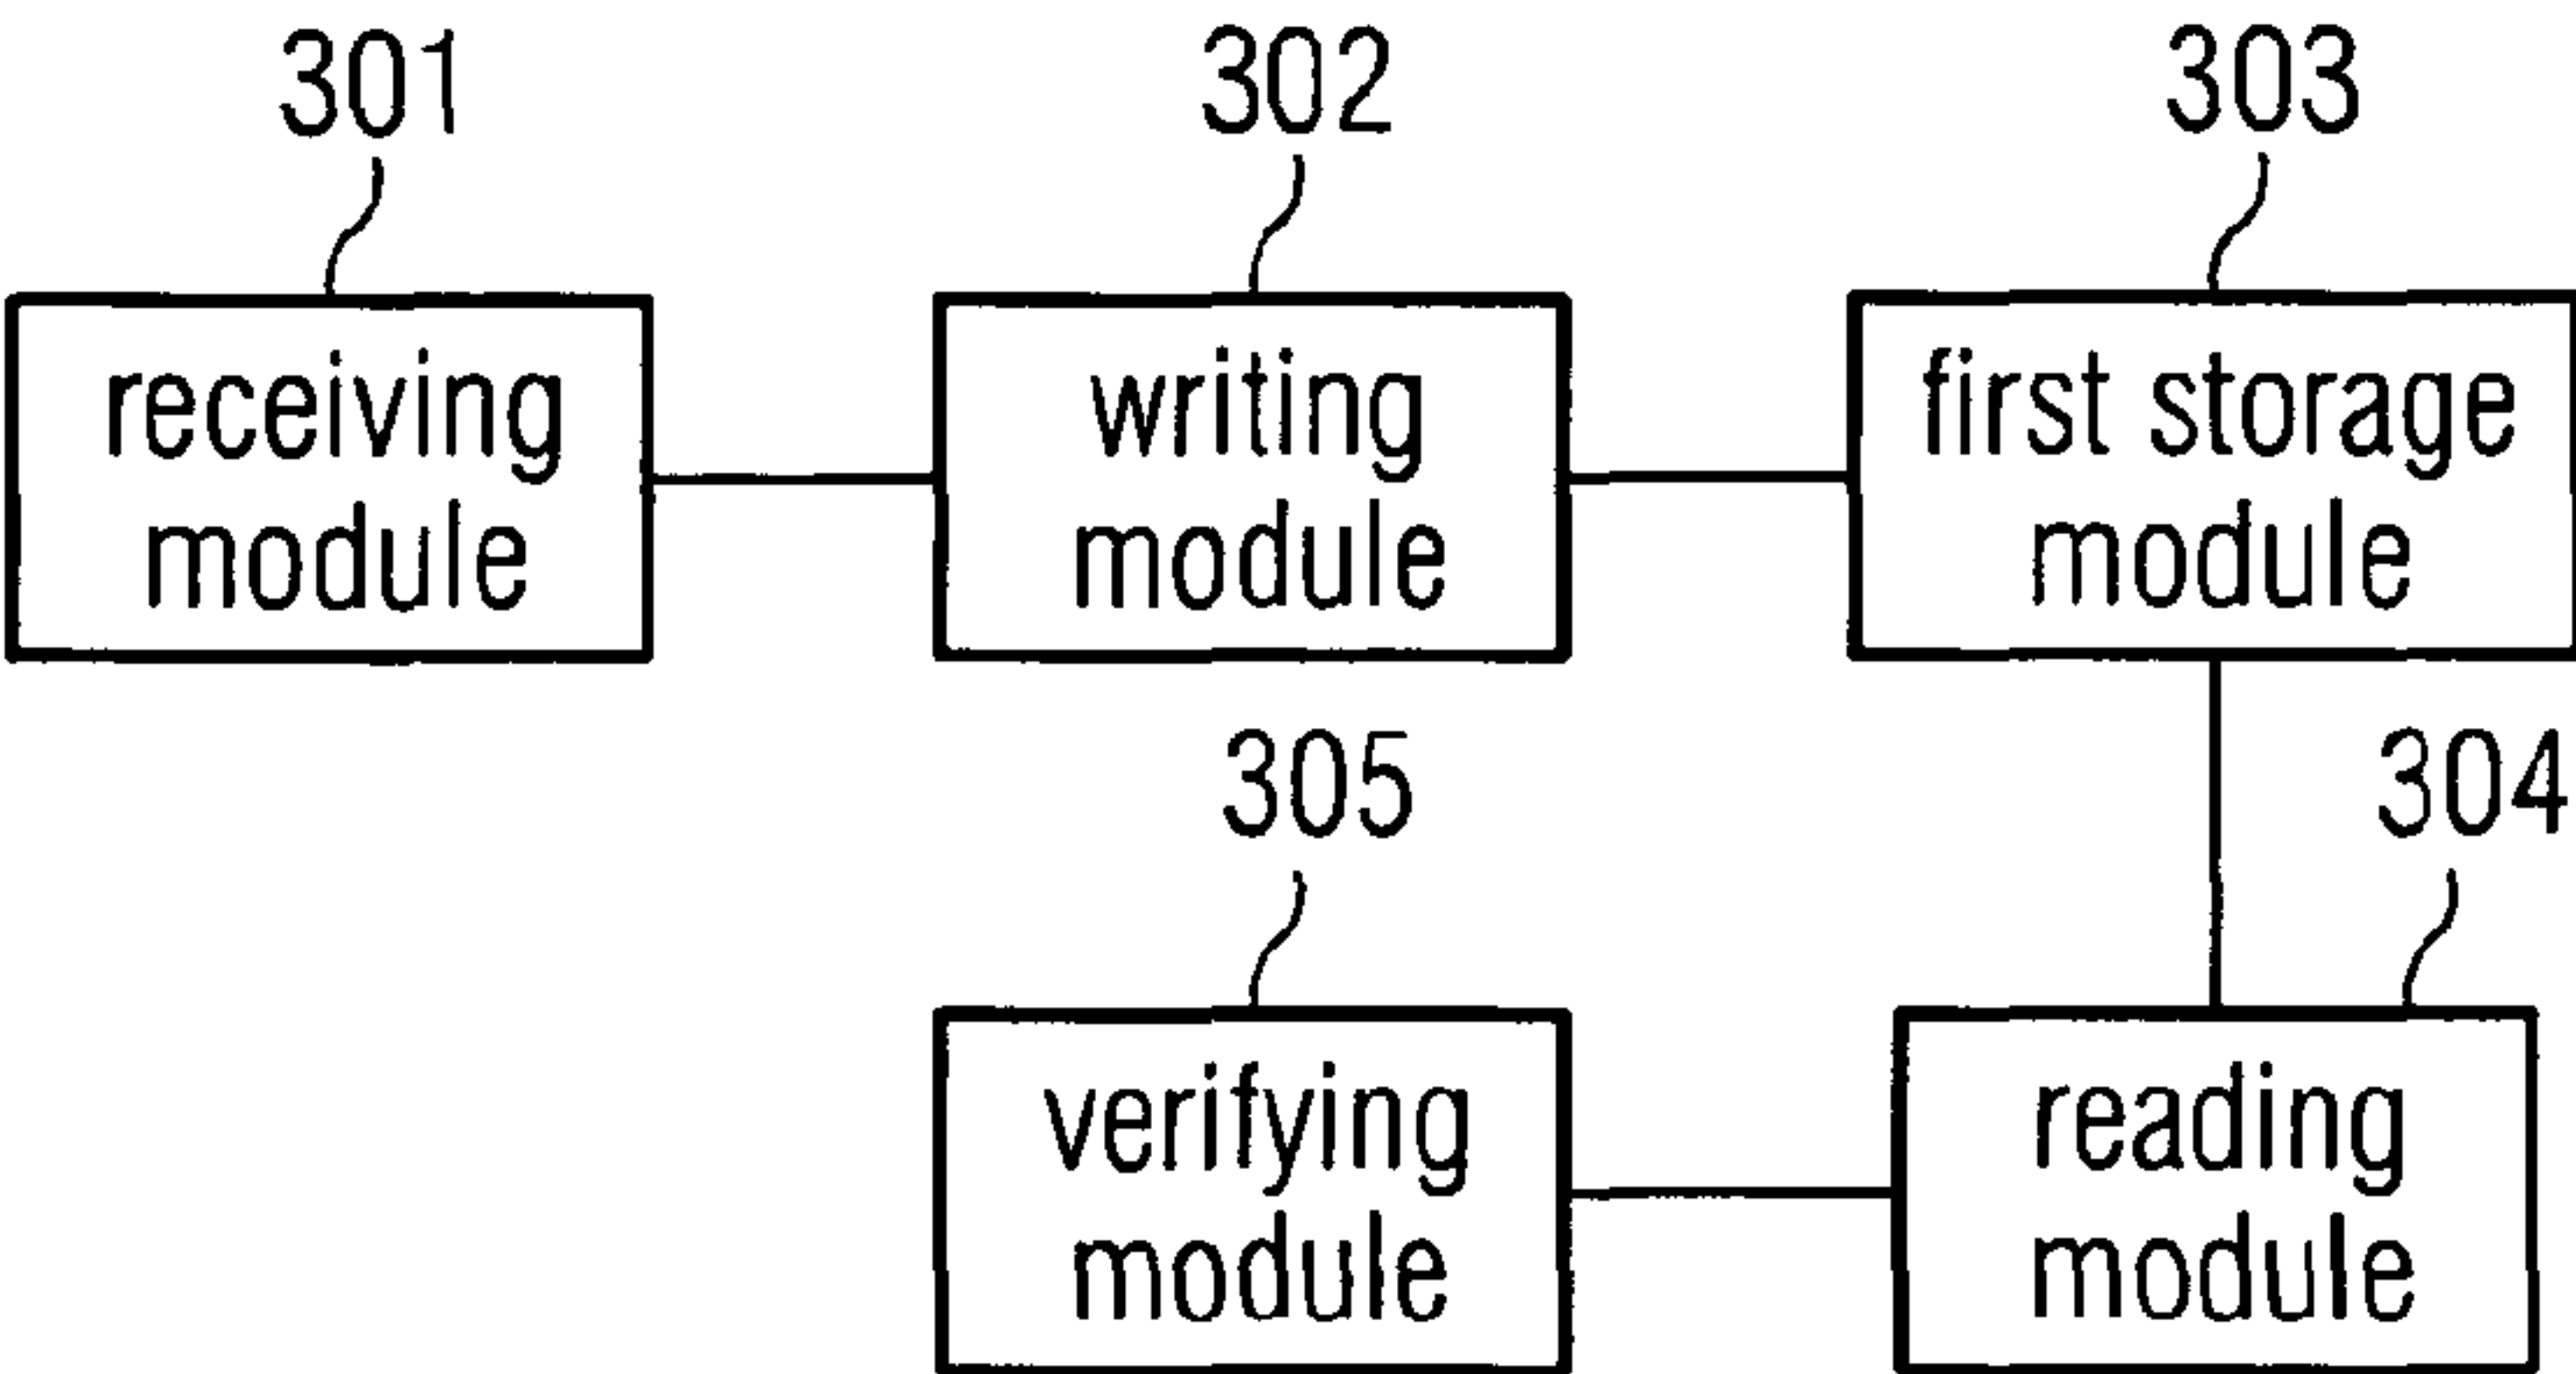 301
302
303
receiving
module
writing
module
first storage
module
305
304
verifying
module
reading
module